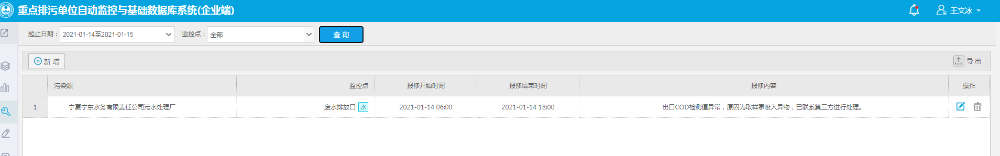 重点排污单位自动监控与基础数据库系统(企业端)
王文冰
起止日期：2021-01-14至2021-01-15 监控点：全部 查询
新增 导出
污染源 监控点 报修开始时间 报修结束时间 报修内容 操作
1 宁夏宁东水务有限责任公司污水处理厂 废水排放口 水 2021-01-14 06:00 2021-01-14 18:00 出口COD检测值异常，原因为取样泵吸入异物，已联系第三方进行处理。